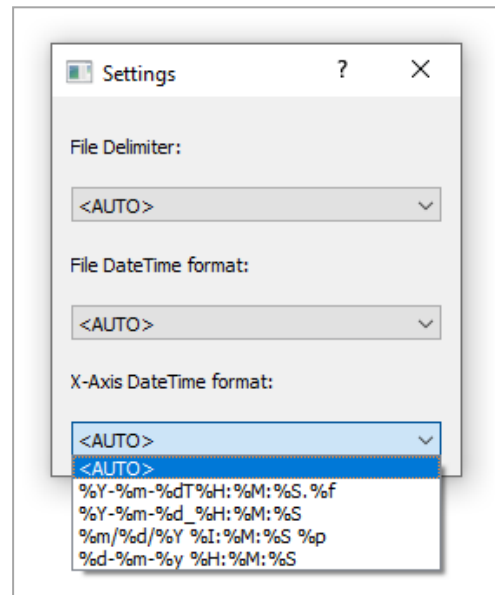 Settings
?
File Delimiter:
<AUTO>
File DateTime format:
<AUTO>
X-Axis DateTime format:
<AUTO>
<AUTO>
%Y-%m-%dT%H:%M:%S.%f
%Y-%m-%d_%H:%M:%S
%m/%d/%Y %I:%M:%S %p
%d-%m-%y %H:%M:%S